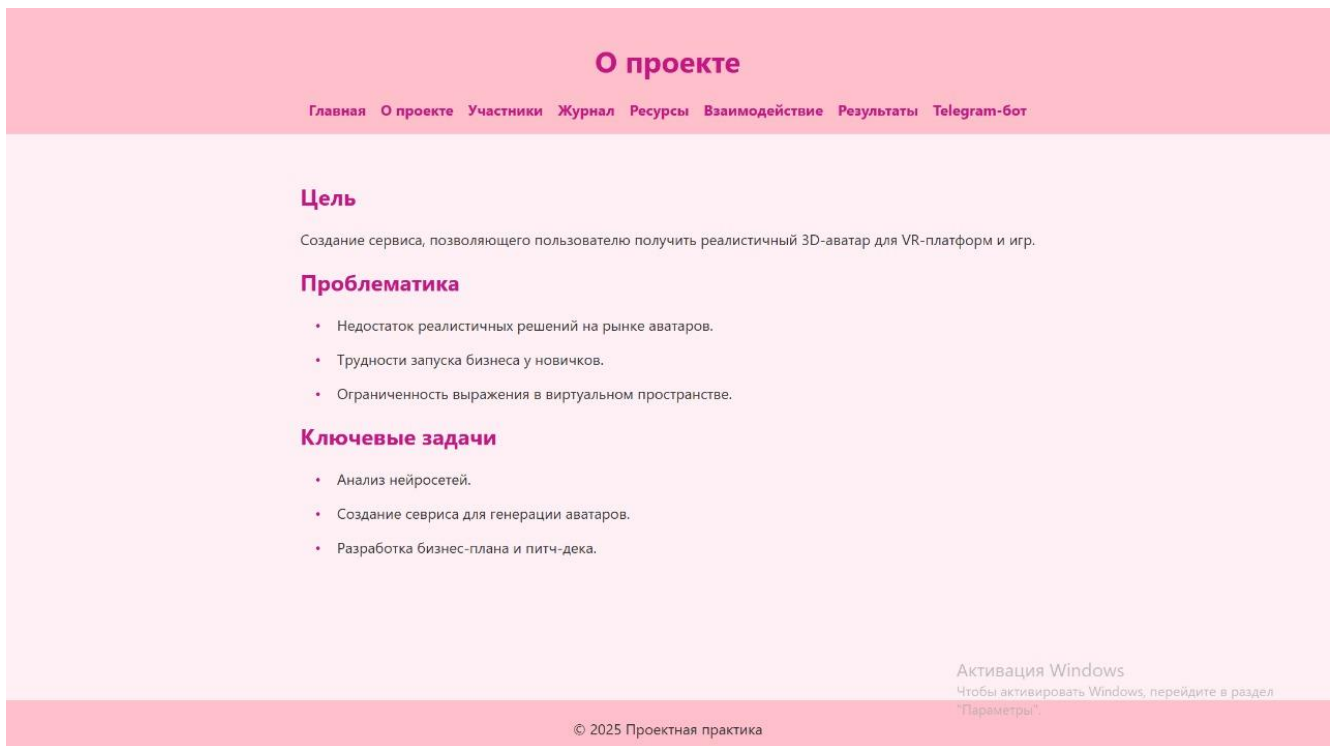 О проекте
Главная О проекте Участники Журнал Ресурсы Взаимодействие Результаты Telegram-бот
Цель
Создание сервиса, позволяющего пользователю получить реалистичный 3D-аватар для VR-платформ и игр.
Проблематика
• Недостаток реалистичных решений на рынке аватаров.
• Трудности запуска бизнеса у новичков.
• Ограниченность выражения в виртуальном пространстве.
Ключевые задачи
• Анализ нейросетей.
• Создание севриса для генерации аватаров.
• Разработка бизнес-плана и питч-дека.
Активация Windows
Чтобы активировать Windows, перейдите в раздел
"Параметры".
© 2025 Проектная практика